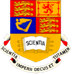 SCIENTIA
SCIENTIA IMPERII DECUS ET TUTAMEN